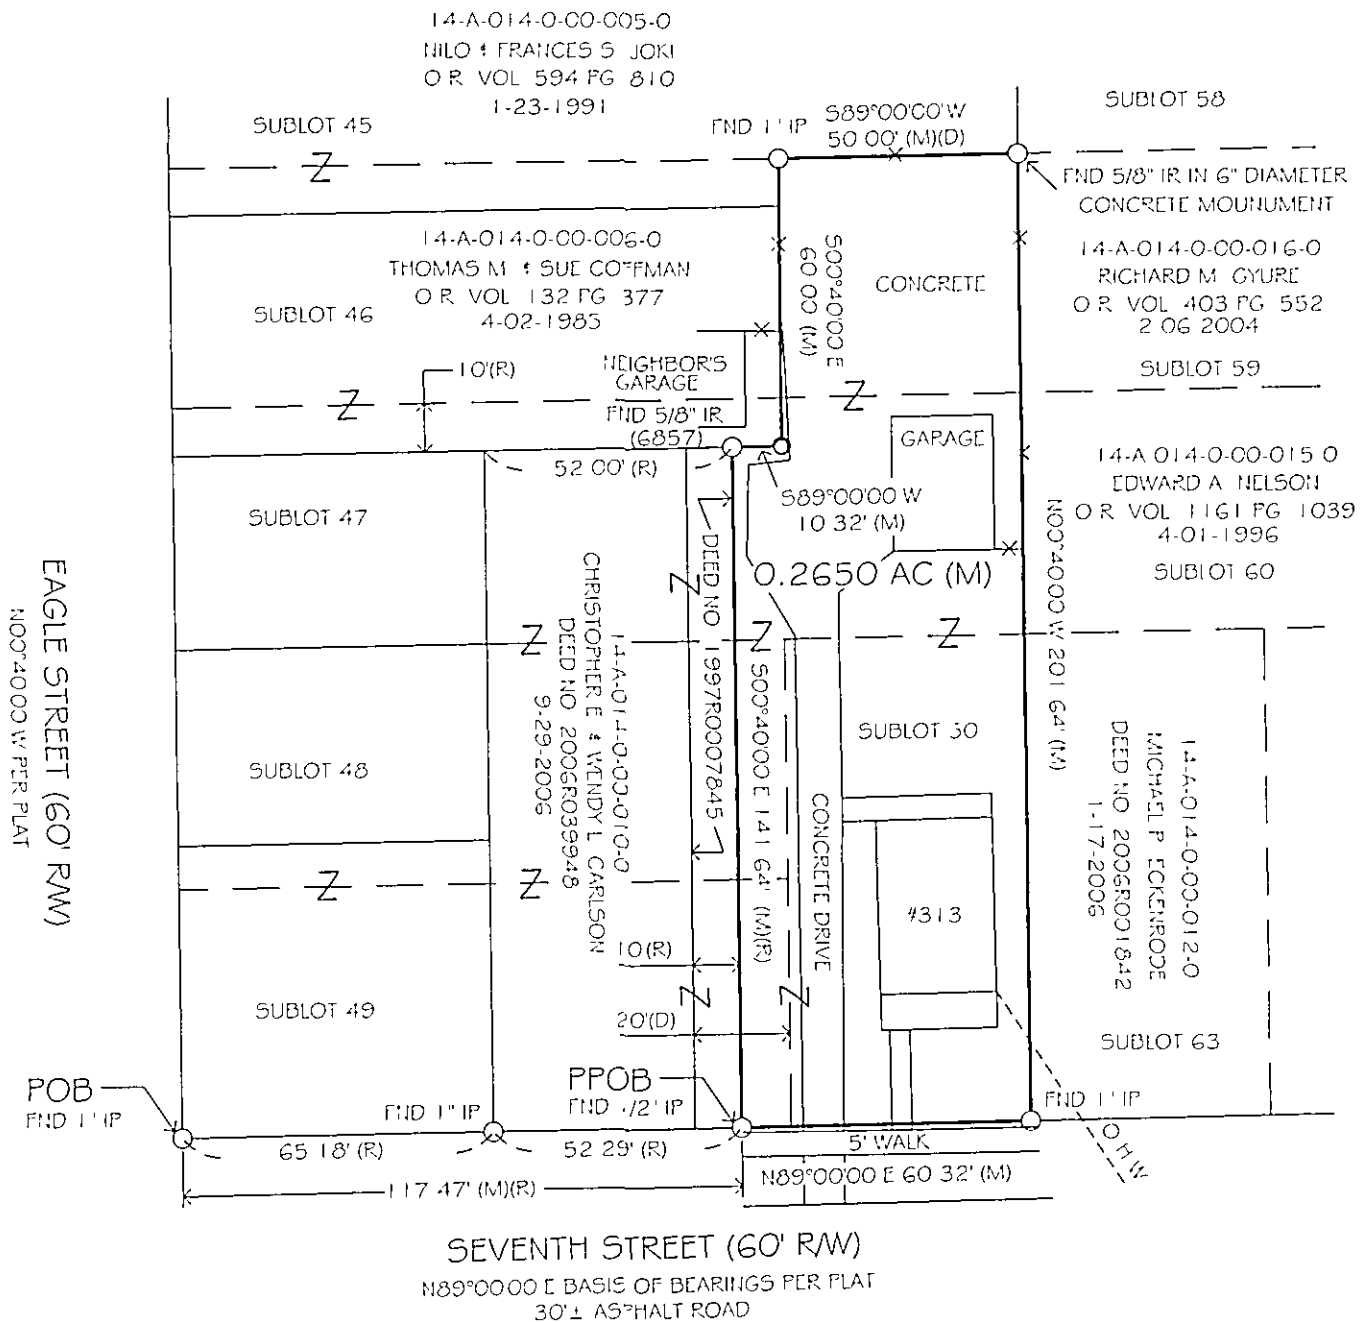 14-A-014-0-00-005-0
NILO & FRANCES S JOKI
O R VOL 594 PG 810
1-23-1991
SUBLOT 45
FND 1" IP
S89°00'00"W
50 00' (M)(D)
SUBLOT 58
FND 5/8" IR IN 6" DIAMETER
CONCRETE MOUNUMENT
14-A-014-0-00-006-0
THOMAS M & SUE COFFMAN
O R VOL 132 PG 377
4-02-1985
SUBLOT 46
S00°40'00 E
60 00 (M)
CONCRETE
14-A-014-0-00-016-0
RICHARD M GYURE
O R VOL 403 PG 552
2 06 2004
SUBLOT 59
10'(R)
NEIGHBOR'S
GARAGE
FND 5/8" IR
(6857)
52 00' (R)
GARAGE
S89°00'00 W
10 32' (M)
14-A 014-0-00-015 0
EDWARD A NELSON
O R VOL 1161 PG 1039
4-01-1996
SUBLOT 60
SUBLOT 47
DEED NO 1997R0007845
0.2650 AC (M)
N00°40'00 W 201 64' (M)
EAGLE STREET (60' R/W)
N00°40'00 W PER PLAT
14-A-014-0-00-010-0
CHRISTOPHER E & WENDY L CARLSON
DEED NO 2006R039948
9-29-2006
S00°40'00 E 141 64' (M)(R)
SUBLOT 50
SUBLOT 48
CONCRETE DRIVE
14-A-014-0-00-012-0
MICHAEL P ECKENRODE
DEED NO 2006R001842
1-17-2006
#313
10(R)
SUBLOT 49
20'(D)
SUBLOT 63
POB
FND 1" IP
FND 1" IP
PPOB
FND 1/2" IP
FND 1" IP
65 18' (R)
52 29' (R)
5' WALK
O H W
117 47' (M)(R)
N89°00'00 E 60 32' (M)
SEVENTH STREET (60' R/W)
N89°00'00 E BASIS OF BEARINGS PER PLAT
30'± ASPHALT ROAD